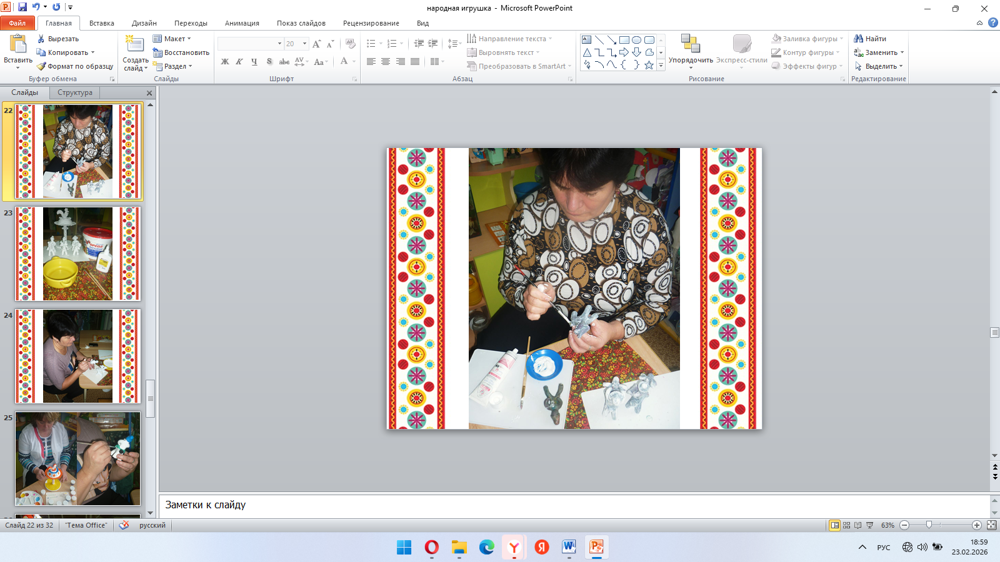 народная игрушка - Microsoft PowerPoint
Файл Главная Вставка Дизайн Переходы Анимация Показ слайдов Рецензирование Вид
Вставить
Вырезать
Копировать
Формат по образцу
Буфер обмена
Создать слайд
Макет
Восстановить
Раздел
Слайды
20
Ж К Ч S abc AV Aa А
Шрифт
Направление текста
Выровнять текст
Преобразовать в SmartArt
Абзац
Упорядочить
Экспресс-стили
Заливка фигуры
Контур фигуры
Эффекты фигур
Рисование
Найти
Заменить
Выделить
Редактирование
Слайды Структура
22
23
24
25
Заметки к слайду
Слайд 22 из 32 "Тема Office" русский 63%
РУС 18:59
23.02.2026